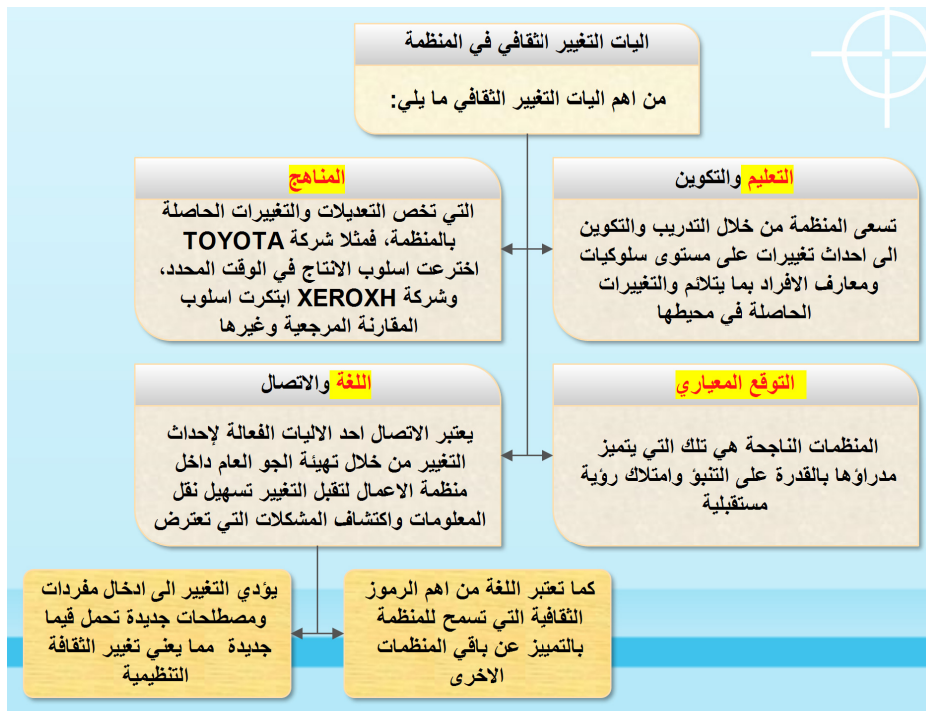 اليات التغيير الثقافي في المنظمة
من اهم اليات التغيير الثقافي ما يلي:
التعليم والتكوين
تسعى المنظمة من خلال التدريب والتكوين
الى احداث تغييرات على مستوى سلوكيات
ومعارف الافراد بما يتلائم والتغييرات
الحاصلة في محيطها
المناهج
التي تخص التعديلات والتغييرات الحاصلة
بالمنظمة، فمثلا شركة TOYOTA
اخترعت اسلوب الانتاج في الوقت المحدد،
وشركة XEROXH ابتكرت اسلوب
المقارنة المرجعية وغيرها
التوقع المعياري
المنظمات الناجحة هي تلك التي يتميز
مدراؤها بالقدرة على التنبؤ وامتلاك رؤية
مستقبلية
اللغة والاتصال
يعتبر الاتصال احد الاليات الفعالة لإحداث
التغيير من خلال تهيئة الجو العام داخل
منظمة الاعمال لتقبل التغيير تسهيل نقل
المعلومات واكتشاف المشكلات التي تعترض
كما تعتبر اللغة من اهم الرموز
الثقافية التي تسمح للمنظمة
بالتمييز عن باقي المنظمات
الاخرى
يؤدي التغيير الى ادخال مفردات
ومصطلحات جديدة تحمل قيما
جديدة مما يعني تغيير الثقافة
التنظيمية